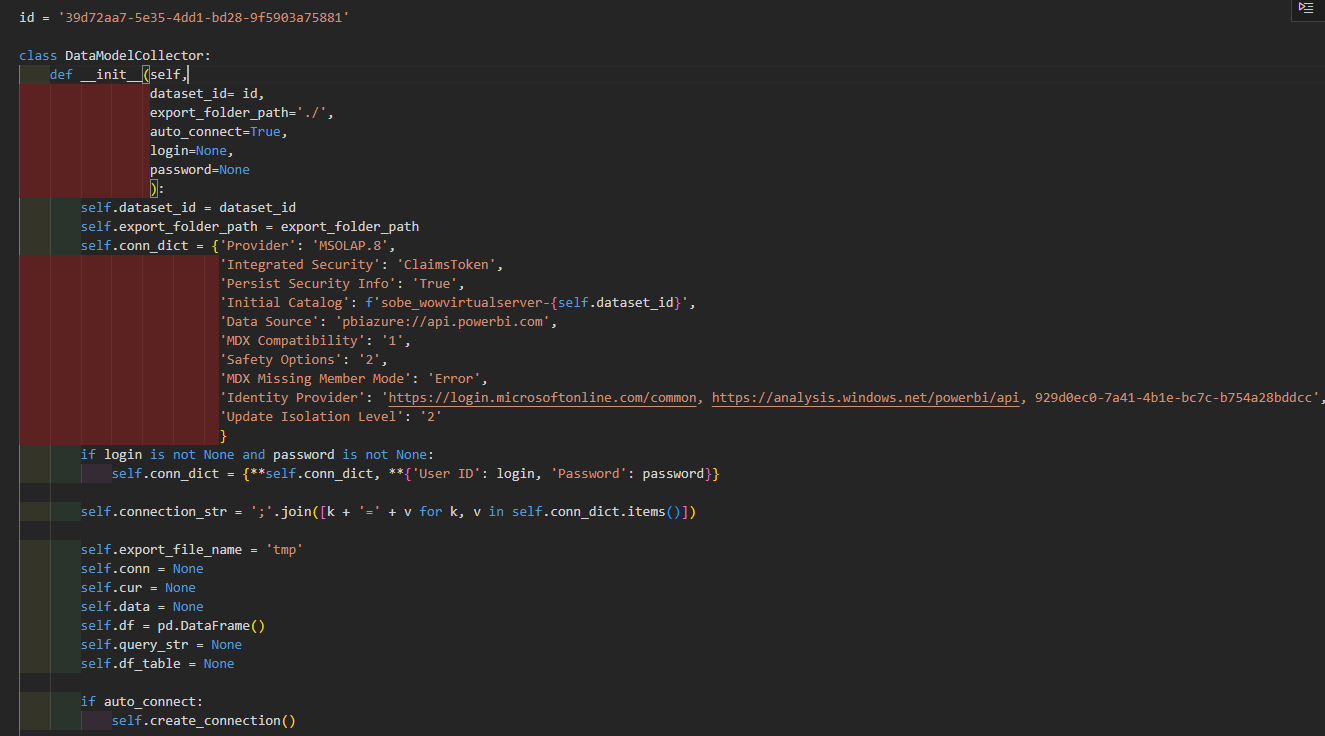 id = '39d72aa7-5e35-4dd1-bd28-9f5903a75881'
class DataModelCollector:
def __init__(self,
dataset_id= id,
export_folder_path='./',
auto_connect=True,
login=None,
password=None
):
self.dataset_id = dataset_id
self.export_folder_path = export_folder_path
self.conn_dict = {'Provider': 'MSOLAP.8',
'Integrated Security': 'ClaimsToken',
'Persist Security Info': 'True',
'Initial Catalog': f'sobe_wowvirtualserver-{self.dataset_id}',
'Data Source': 'pbiazure://api.powerbi.com',
'MDX Compatibility': '1',
'Safety Options': '2',
'MDX Missing Member Mode': 'Error',
'Identity Provider': 'https://login.microsoftonline.com/common, https://analysis.windows.net/powerbi/api, 929d0ec0-7a41-4b1e-bc7c-b754a28bddcc',
'Update Isolation Level': '2'
}
if login is not None and password is not None:
self.conn_dict = {**self.conn_dict, **{'User ID': login, 'Password': password}}
self.connection_str = ';'.join([k + '=' + v for k, v in self.conn_dict.items()])
self.export_file_name = 'tmp'
self.conn = None
self.cur = None
self.data = None
self.df = pd.DataFrame()
self.query_str = None
self.df_table = None
if auto_connect:
self.create_connection()